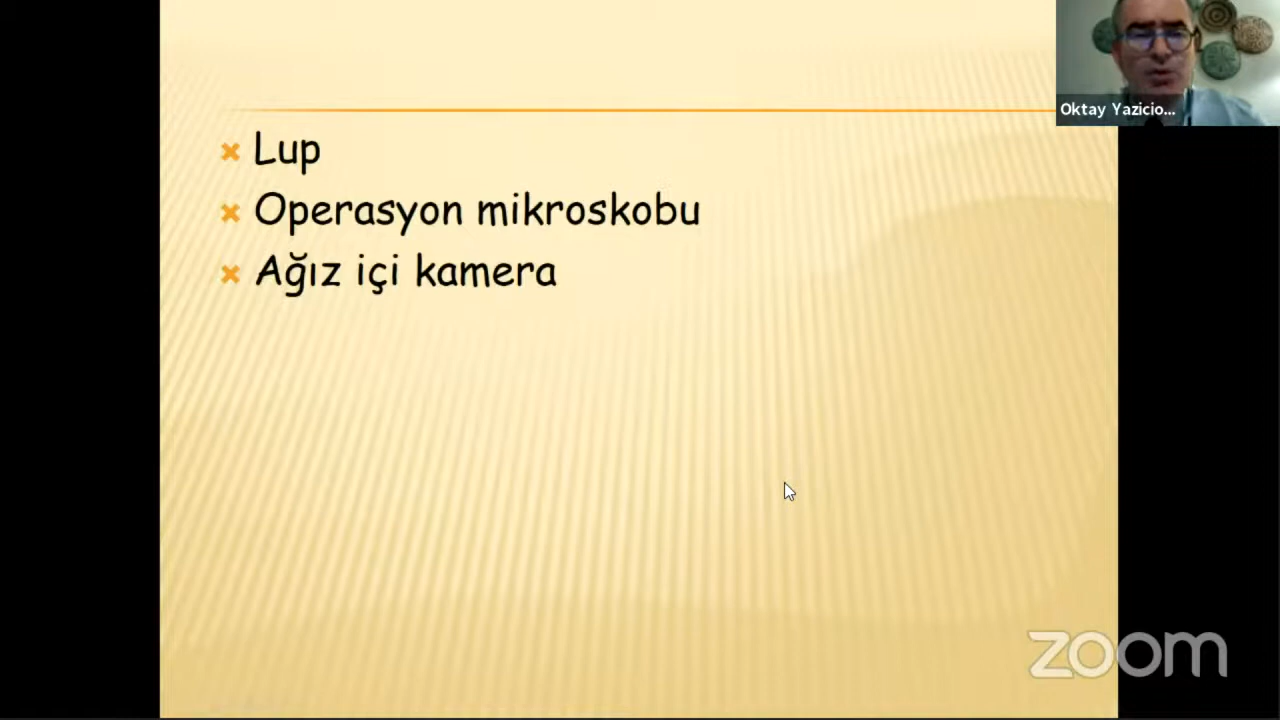 Oktay Yazicio...
Lup
Operasyon mikroskobu
Ağız içi kamera
zoom